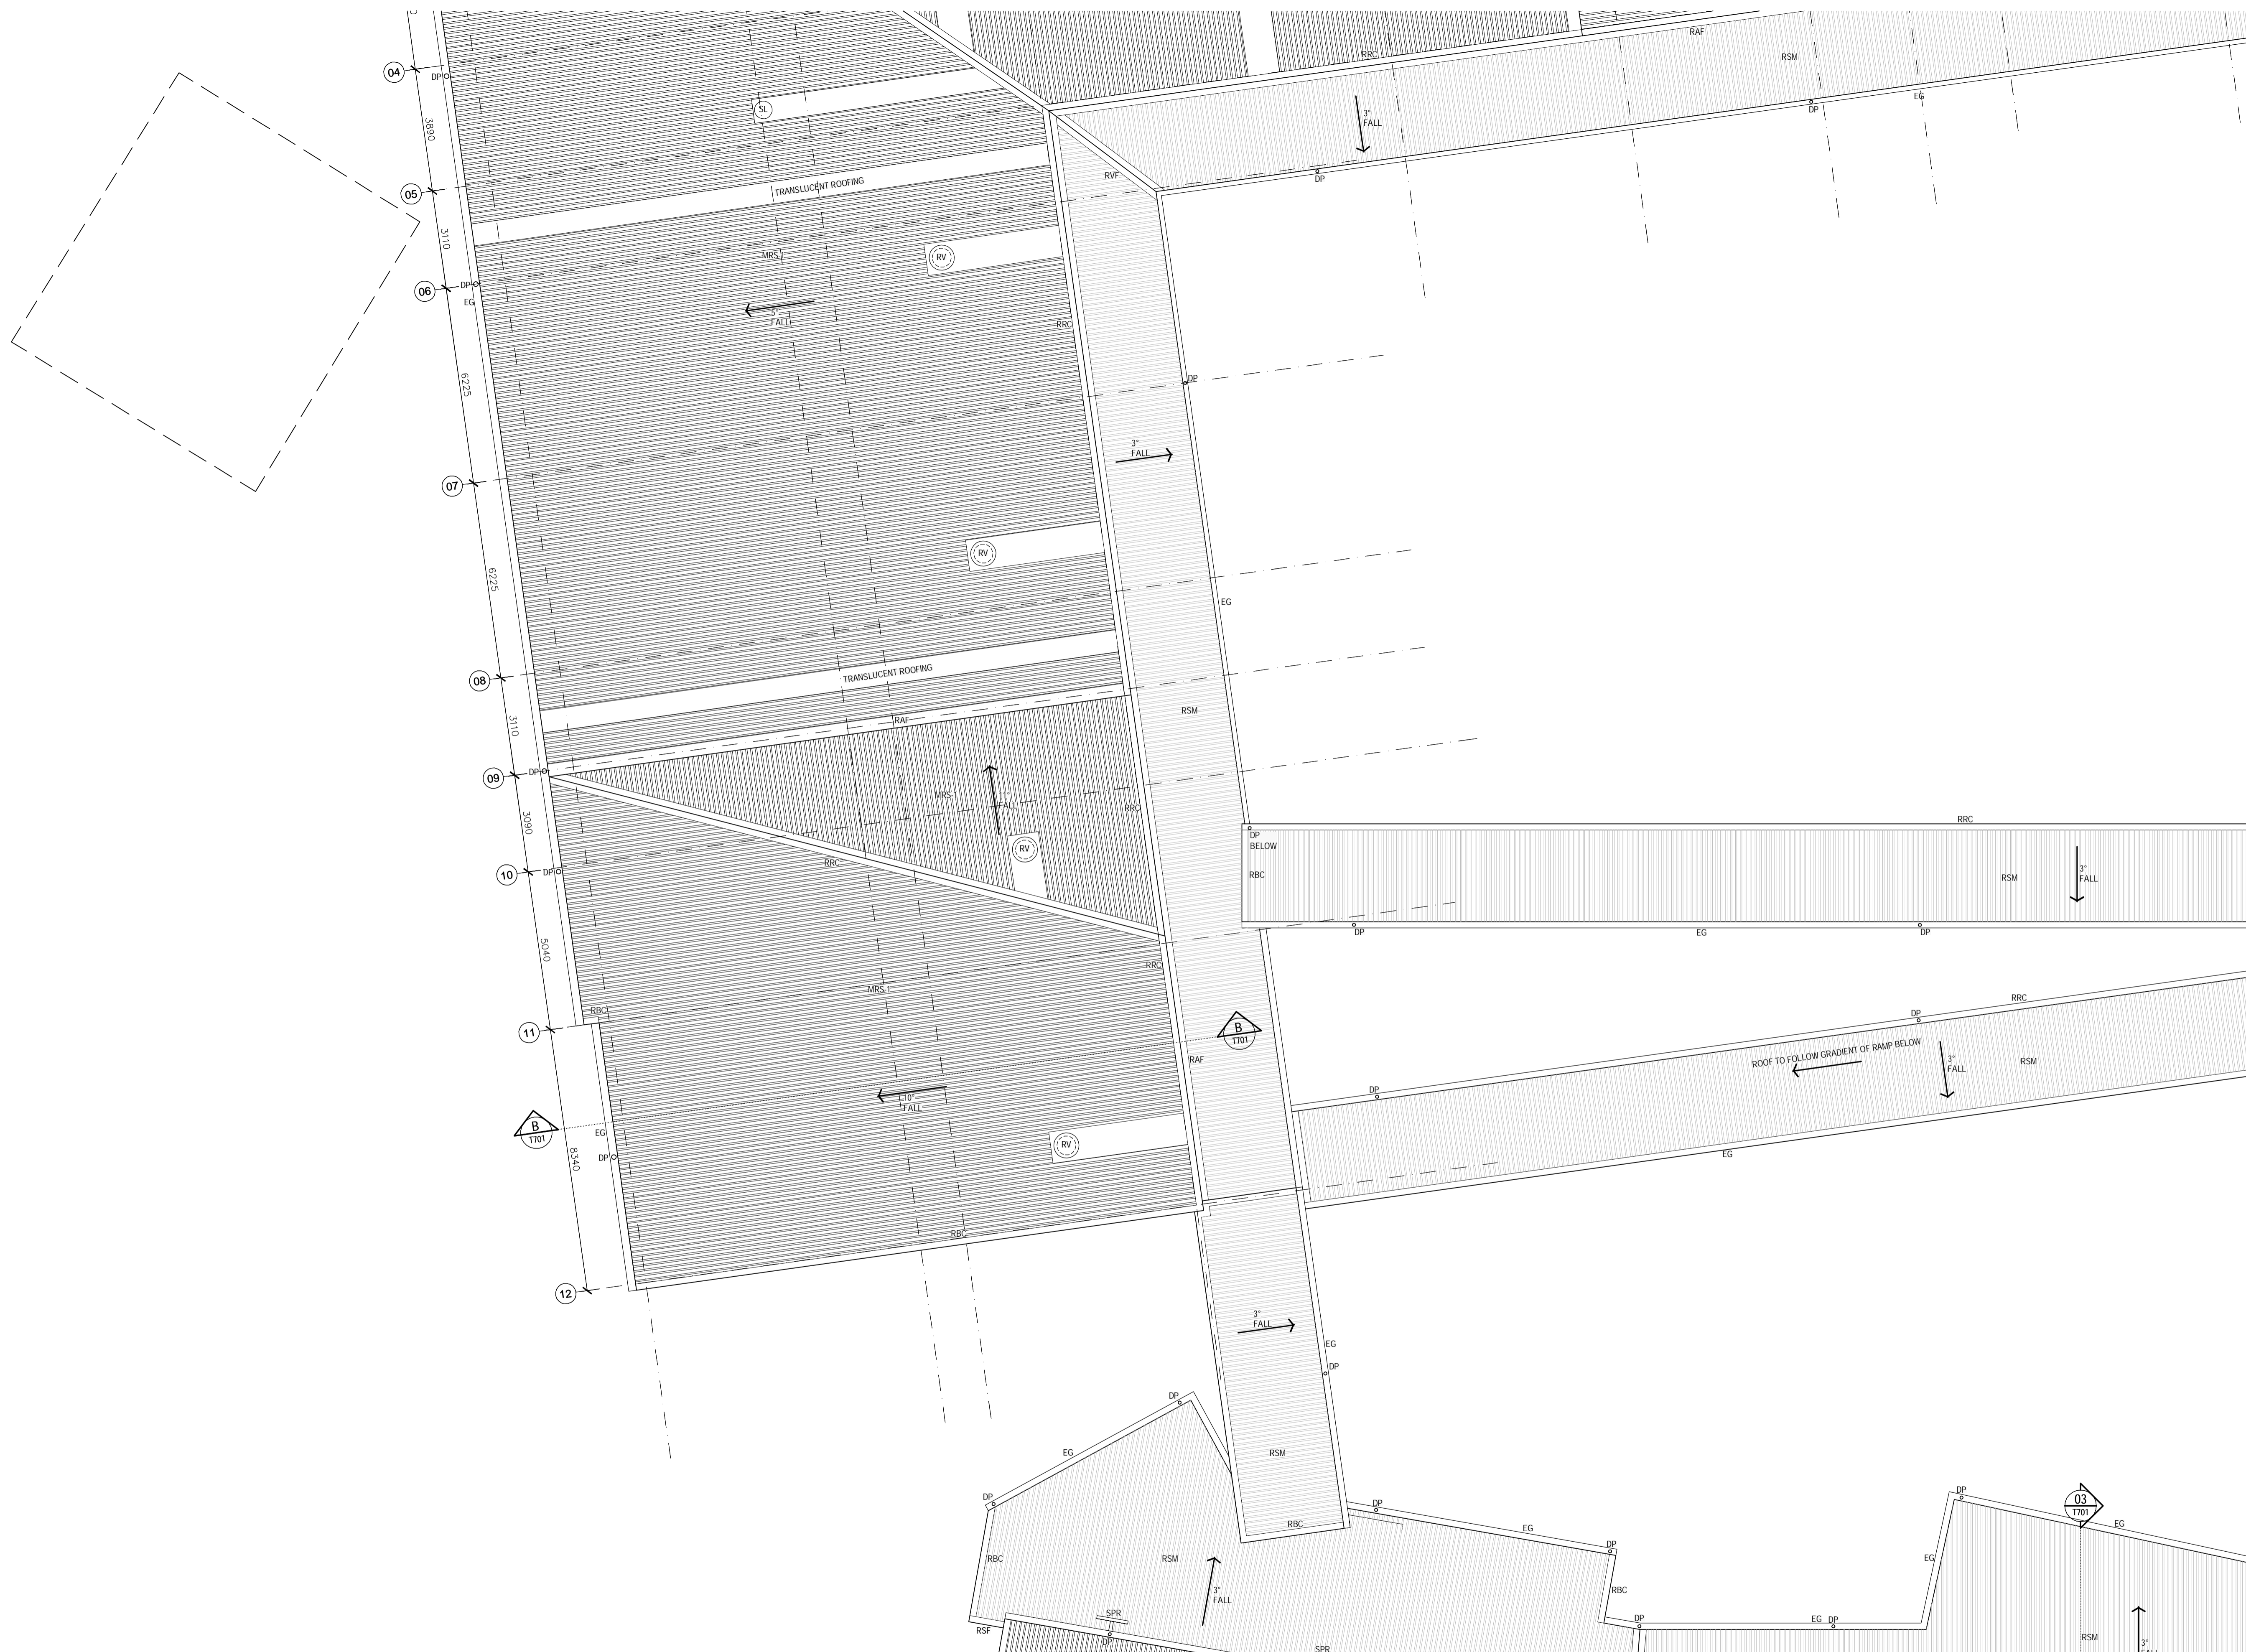 RAF
RRC
RSM
04
DP
SL
EG
DP
3890
3°
FALL
RVF
DP
05
TRANSLUCENT ROOFING
3110
MRS-1
RV
06
DP
EG
5°
FALL
RRC
6225
DP
3°
FALL
07
RV
6225
EG
08
TRANSLUCENT ROOFING
RSM
3110
RAF
09
DP
MRS-1
FALL
RRC
3090
RRC
DP
BELOW
RV
RRC
10
DP
RBC
RSM
3°
FALL
DP
EG
DP
5040
RRC
MRS-1
RRC
RBC
DP
11
B
T701
RAF
ROOF TO FOLLOW GRADIENT OF RAMP BELOW
3°
FALL
RSM
DP
10°
FALL
B
T701
EG
RV
DP
8340
EG
RBC
12
3°
FALL
EG
DP
DP
EG
RSM
DP
DP
DP
03
T701
EG
RBC
EG
DP
RBC
RSM
EG
3°
FALL
RBC
SPR
DP
EG
DP
RSF
DP
RSM
3°
FALL
SPR